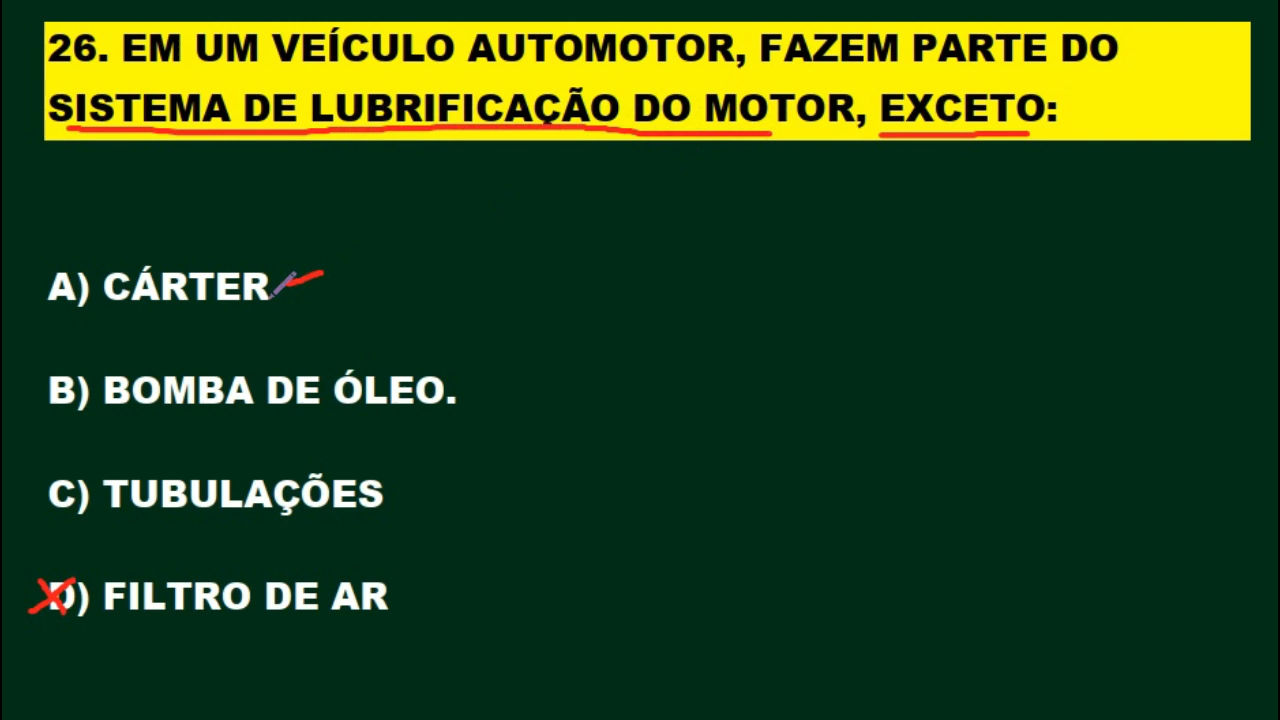 26. EM UM VEÍCULO AUTOMOTOR, FAZEM PARTE DO
SISTEMA DE LUBRIFICAÇÃO DO MOTOR, EXCETO:
A) CÁRTER
B) BOMBA DE ÓLEO.
C) TUBULAÇÕES
D) FILTRO DE AR